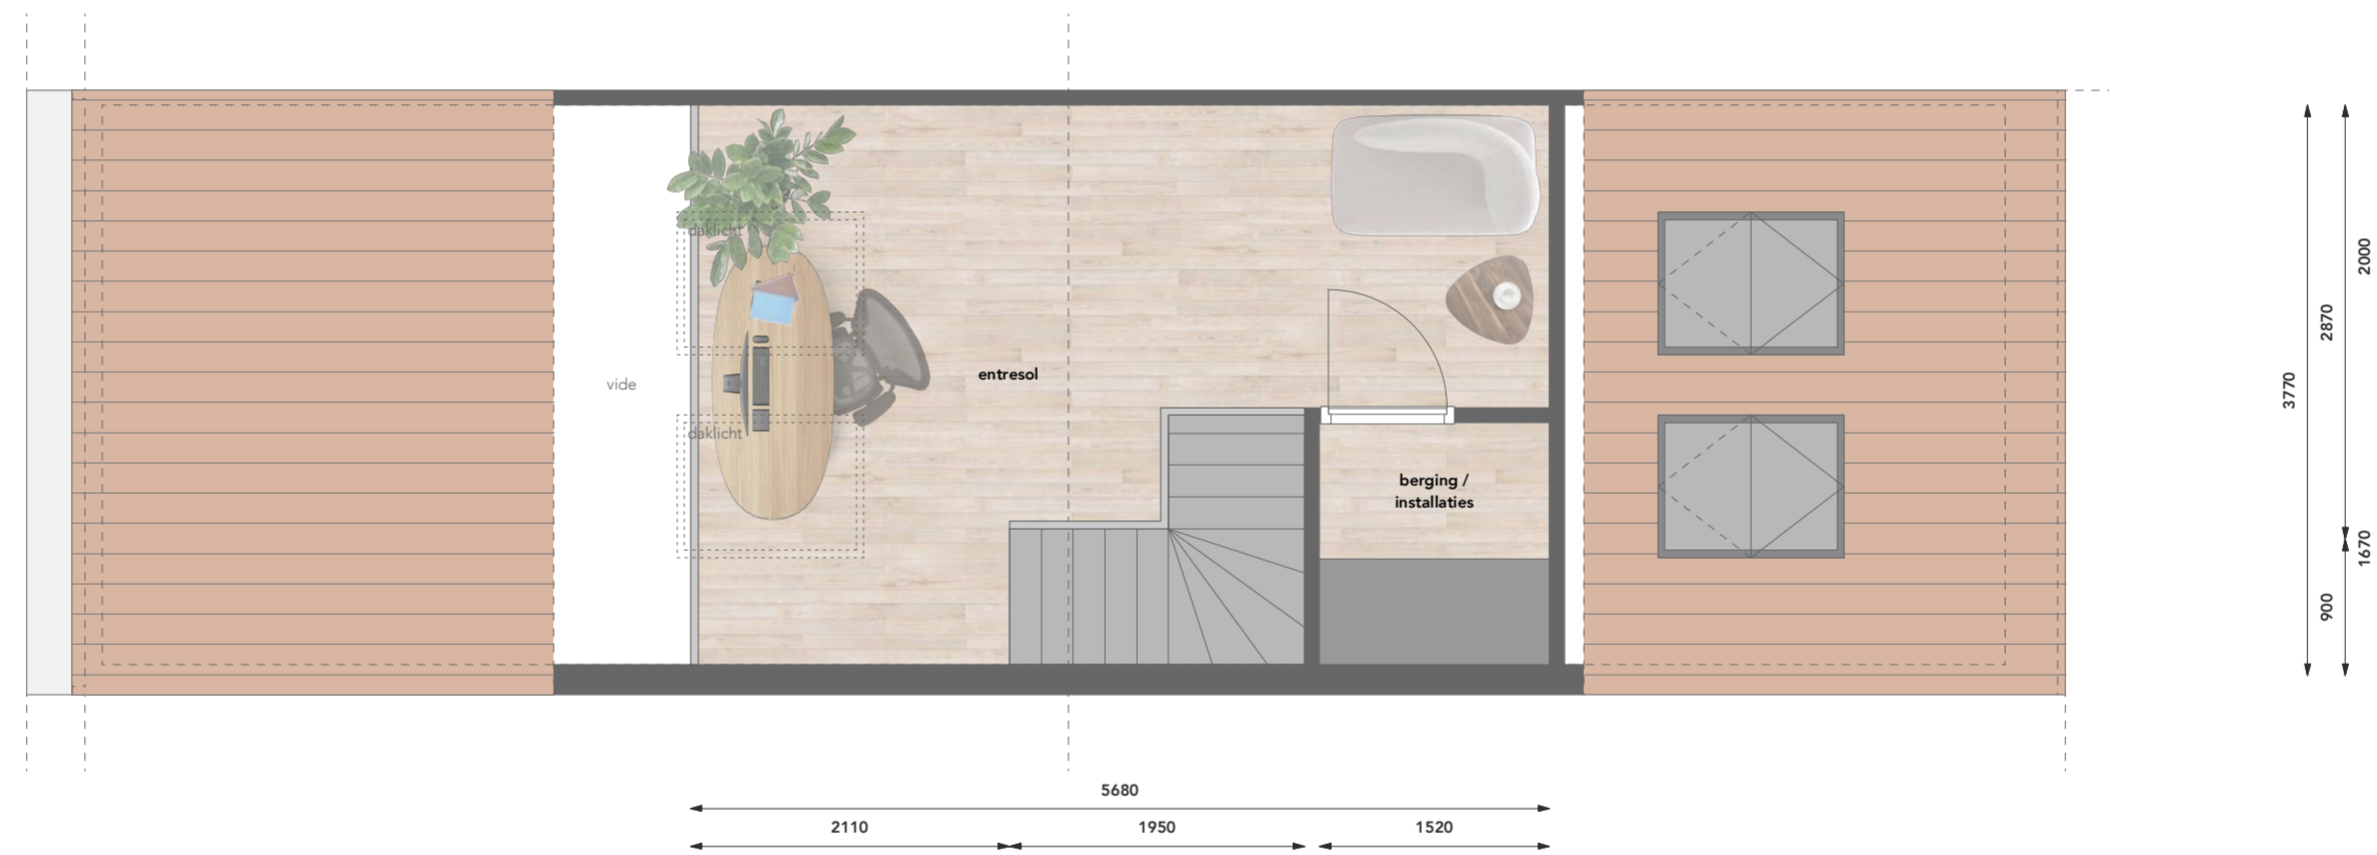 daklicht
2000
2870
entresol
vide
3770
daklicht
berging /
installaties
1670
900
5680
2110
1950
1520